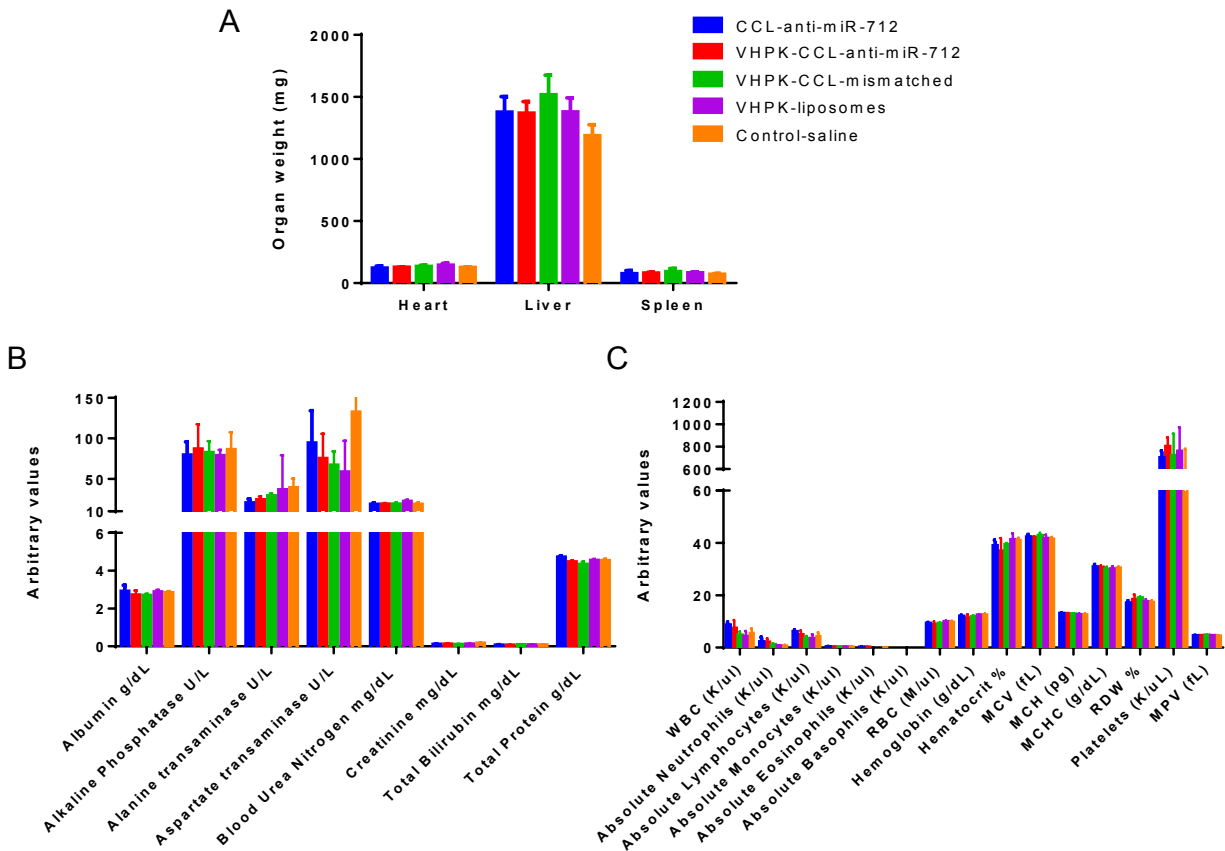 A
CCL-anti-miR-712
VHPK-CCL-anti-miR-712
VHPK-CCL-mismatched
VHPK-liposomes
Control-saline
Organ weight (mg)
2000
1500
1000
500
0
Heart Liver Spleen
B
Arbitrary values
150
100
50
10
6
4
2
0
Albumin g/dL
Alkaline Phosphatase U/L
Alanine transaminase U/L
Aspartate transaminase U/L
Blood Urea Nitrogen mg/dL
Creatinine mg/dL
Total Bilirubin mg/dL
Total Protein g/dL
C
Arbitrary values
1200
1000
800
600
60
40
20
0
WBC (K/ul)
Absolute Neutrophils (K/ul)
Absolute Lymphocytes (K/ul)
Absolute Monocytes (K/ul)
Absolute Eosinophils (K/ul)
Absolute Basophils (K/ul)
RBC (M/ul)
Hemoglobin (g/dL)
Hematocrit %
MCV (fL)
MCH (pg)
MCHC (g/dL)
RDW %
Platelets (K/uL)
MPV (fL)